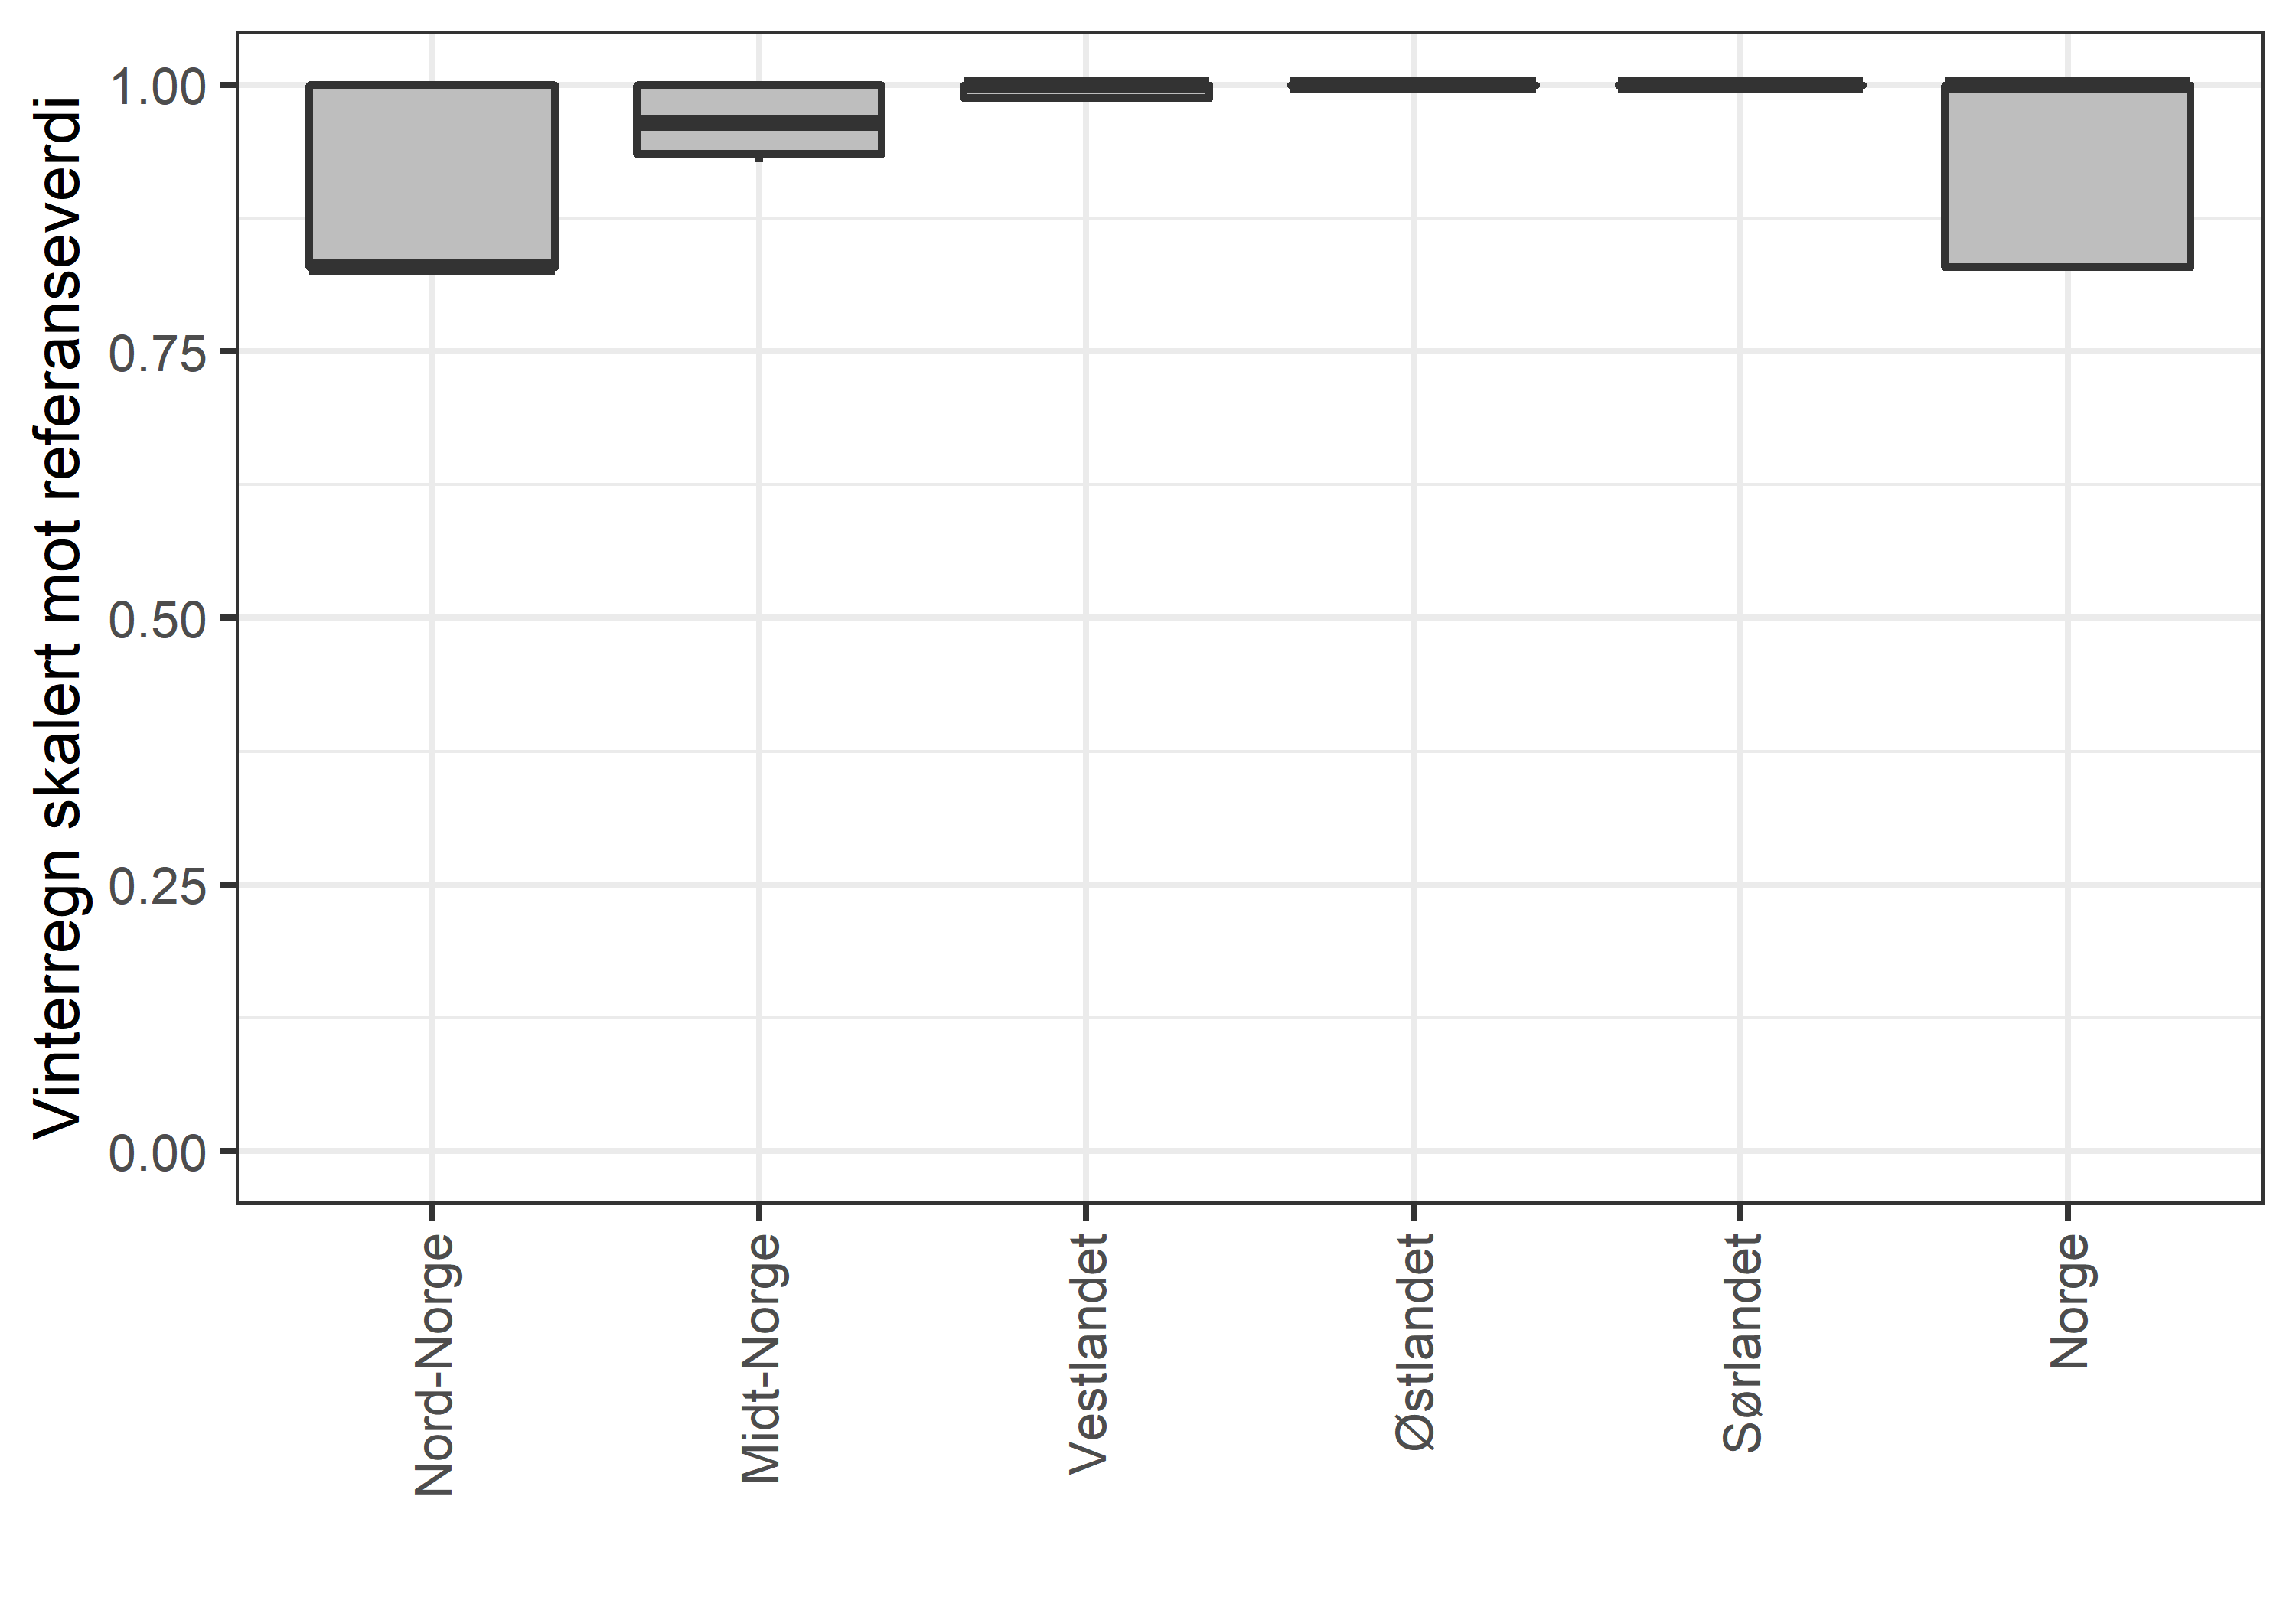 Vinterregn skalert mot referanseverdi
1.00
0.75
0.50
0.25
0.00
Nord-Norge
Midt-Norge
Vestlandet
Østlandet
Sørlandet
Norge